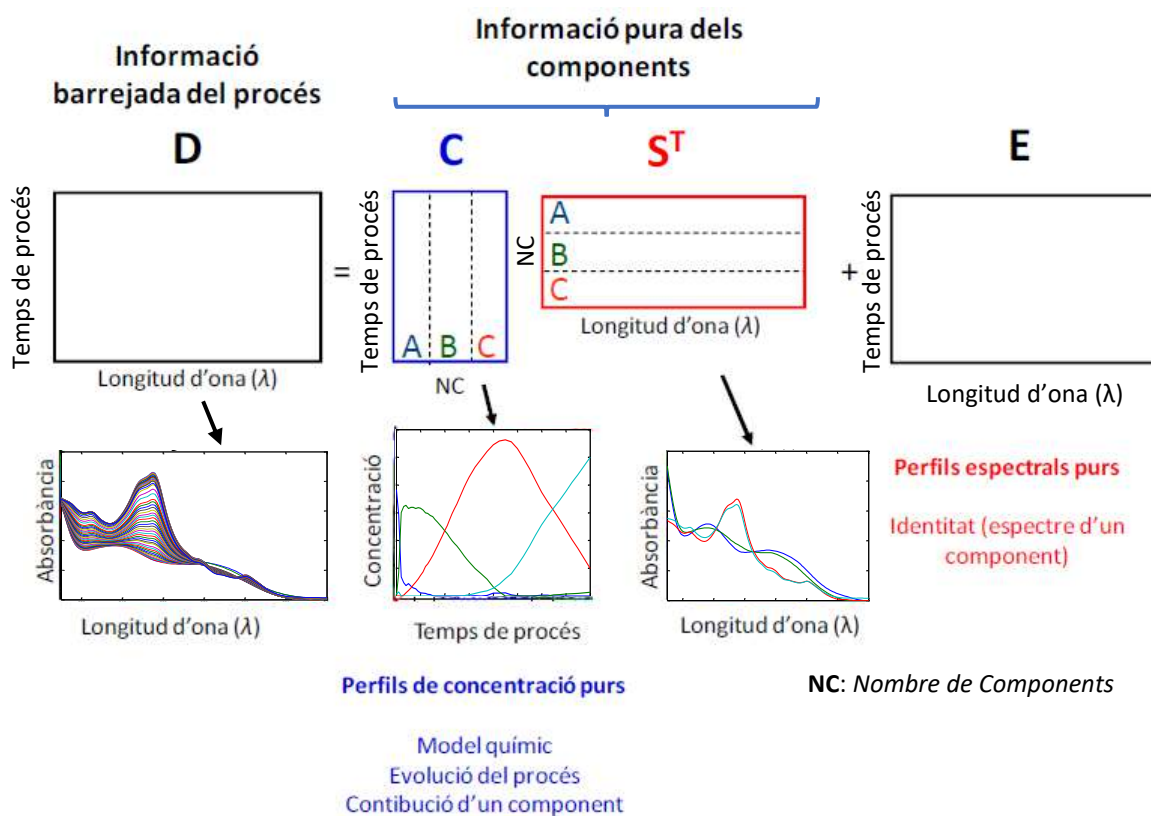 Informació
barrejada del procés
Informació pura dels
components
D
C
Sᵀ
E
Temps de procés
=
Temps de procés
A B C
NC
A
B
C
+
Temps de procés
Longitud d'ona (λ)
NC
Longitud d'ona (λ)
Longitud d'ona (λ)
Absorbància
Longitud d'ona (λ)
Concentració
Temps de procés
Absorbància
Longitud d'ona (λ)
Perfils espectrals purs
Identitat (espectre d'un
component)
Perfils de concentració purs
Model químic
Evolució del procés
Contibució d'un component
NC: Nombre de Components